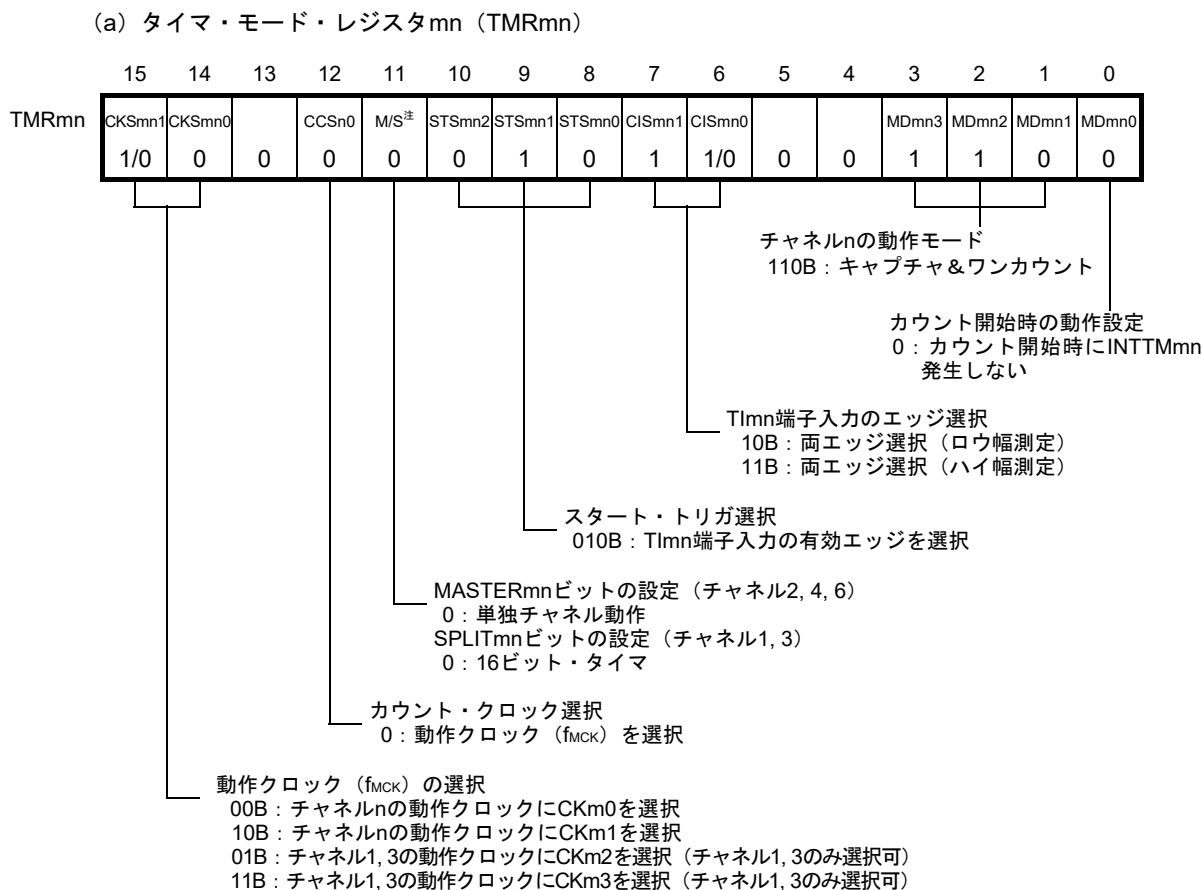 （a）タイマ・モード・レジスタmn（TMRmn）
15 14 13 12 11 10 9 8 7 6 5 4 3 2 1 0
TMRmn CKSmn1 CKSmn0 CCSn0 M/S注 STSmn2 STSmn1 STSmn0 CISmn1 CISmn0 MDmn3 MDmn2 MDmn1 MDmn0
1/0 0 0 0 0 0 1 0 1 1/0 0 0 1 1 0 0
チャネルnの動作モード
110B：キャプチャ＆ワンカウント
カウント開始時の動作設定
0：カウント開始時にINTTMmn
発生しない
TImn端子入力のエッジ選択
10B：両エッジ選択（ロウ幅測定）
11B：両エッジ選択（ハイ幅測定）
スタート・トリガ選択
010B：TImn端子入力の有効エッジを選択
MASTERmnビットの設定（チャネル2, 4, 6）
0：単独チャネル動作
SPLITmnビットの設定（チャネル1, 3）
0：16ビット・タイマ
カウント・クロック選択
0：動作クロック（fMCK）を選択
動作クロック（fMCK）の選択
00B：チャネルnの動作クロックにCKm0を選択
10B：チャネルnの動作クロックにCKm1を選択
01B：チャネル1, 3の動作クロックにCKm2を選択（チャネル1, 3のみ選択可）
11B：チャネル1, 3の動作クロックにCKm3を選択（チャネル1, 3のみ選択可）